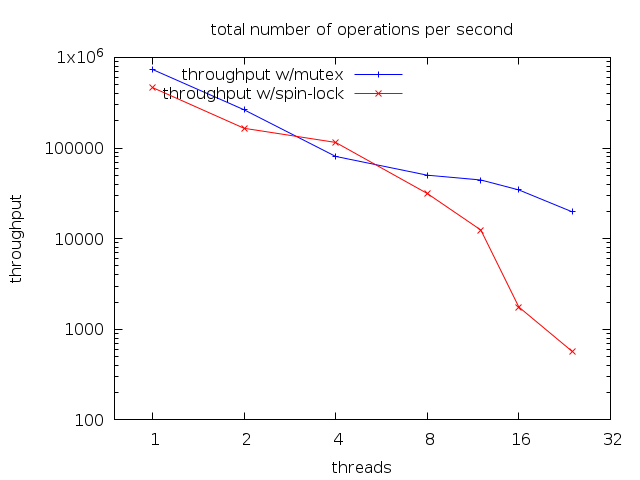 total number of operations per second
throughput w/mutex
throughput w/spin-lock
1x10^6
100000
10000
1000
100
throughput
1 2 4 8 16 32
threads